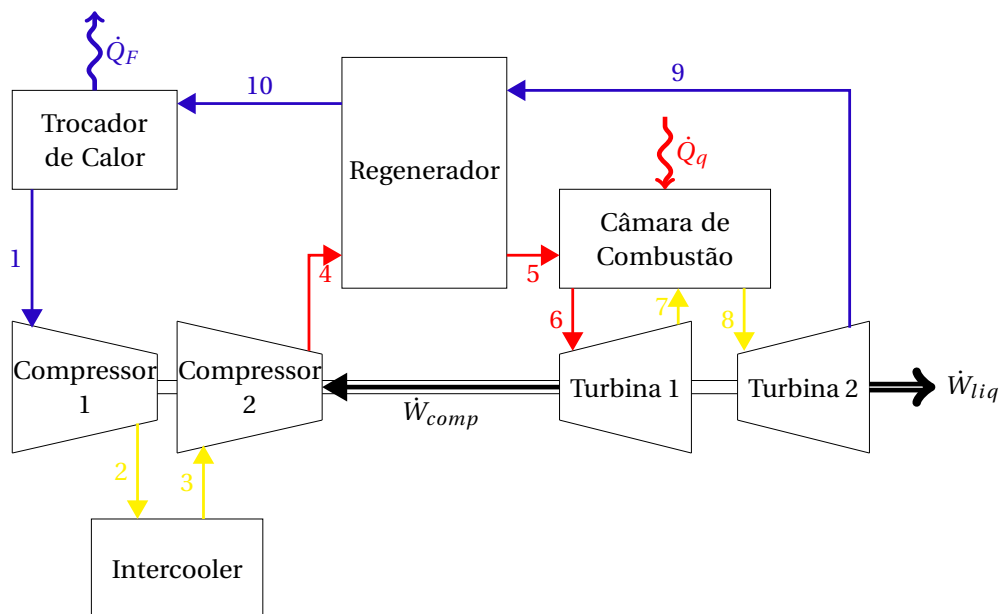 Q̇_F
9
10
Trocador
de Calor
Regenerador
Q̇_q
Câmara de
Combustão
1
4
5
6
7
8
Compressor
1
Compressor
2
Ẇ_comp
Turbina 1
Turbina 2
Ẇ_liq
2
3
Intercooler